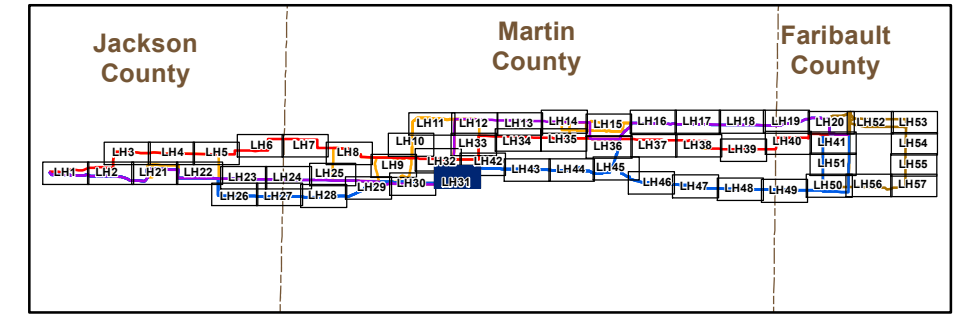 Jackson
County
Martin
County
Faribault
County
LH11 LH12 LH13 LH14 LH15 LH16 LH17 LH18 LH19 LH20 LH52 LH53
LH3 LH4 LH5 LH6 LH7 LH8 LH10 LH33 LH34 LH35 LH36 LH37 LH38 LH39 LH40 LH41 LH54
LH1 LH2 LH21 LH22 LH23 LH24 LH25 LH9 LH32 LH42 LH43 LH44 LH45 LH51 LH55
LH26 LH27 LH28 LH29 LH30 LH31 LH46 LH47 LH48 LH49 LH50 LH56 LH57